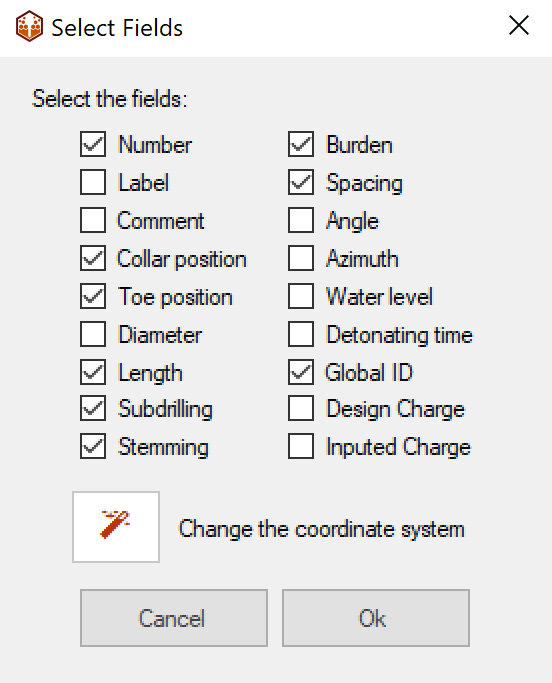 Select Fields
Select the fields:
Number
Label
Comment
Collar position
Toe position
Diameter
Length
Subdrilling
Stemming
Burden
Spacing
Angle
Azimuth
Water level
Detonating time
Global ID
Design Charge
Inputed Charge
Change the coordinate system
Cancel
Ok